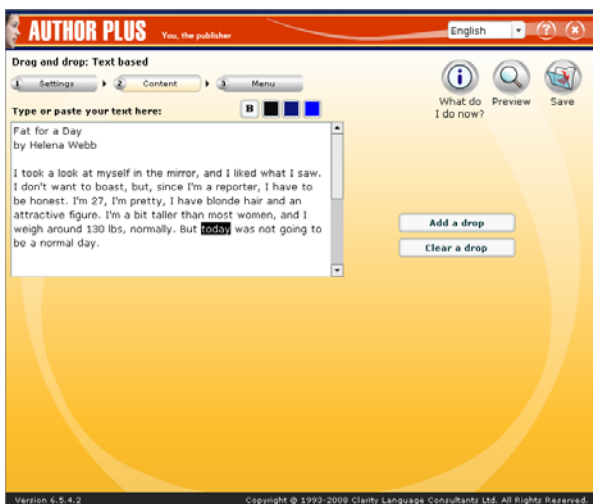 AUTHOR PLUS You, the publisher
English
? ×
Drag and drop: Text based
1 Settings 2 Content 3 Menu
What do I do now?
Preview
Save
Type or paste your text here:
B
Fat for a Day
by Helena Webb
I took a look at myself in the mirror, and I liked what I saw.
I don't want to boast, but, since I'm a reporter, I have to
be honest. I'm 27, I'm pretty, I have blonde hair and an
attractive figure. I'm a bit taller than most women, and I
weigh around 130 lbs, normally. But today was not going to
be a normal day.
Add a drop
Clear a drop
Version 6.5.4.2
Copyright @ 1993-2008 Clarity Language Consultants Ltd. All Rights Reserved.